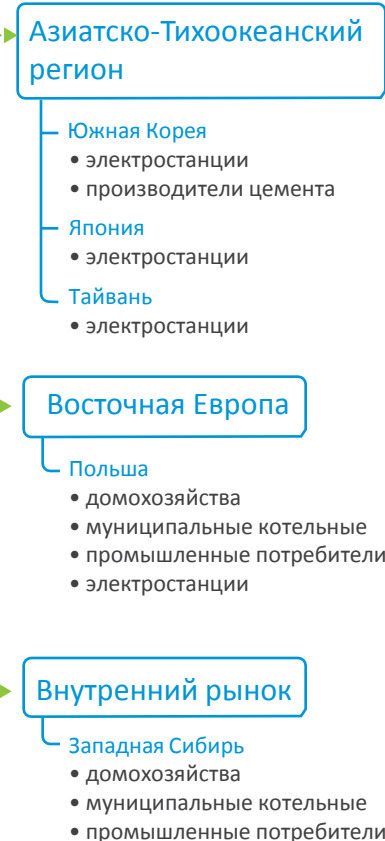 Азиатско-Тихоокеанский
регион
Южная Корея
• электростанции
• производители цемента
Япония
• электростанции
Тайвань
• электростанции
Восточная Европа
Польша
• домохозяйства
• муниципальные котельные
• промышленные потребители
• электростанции
Внутренний рынок
Западная Сибирь
• домохозяйства
• муниципальные котельные
• промышленные потребители